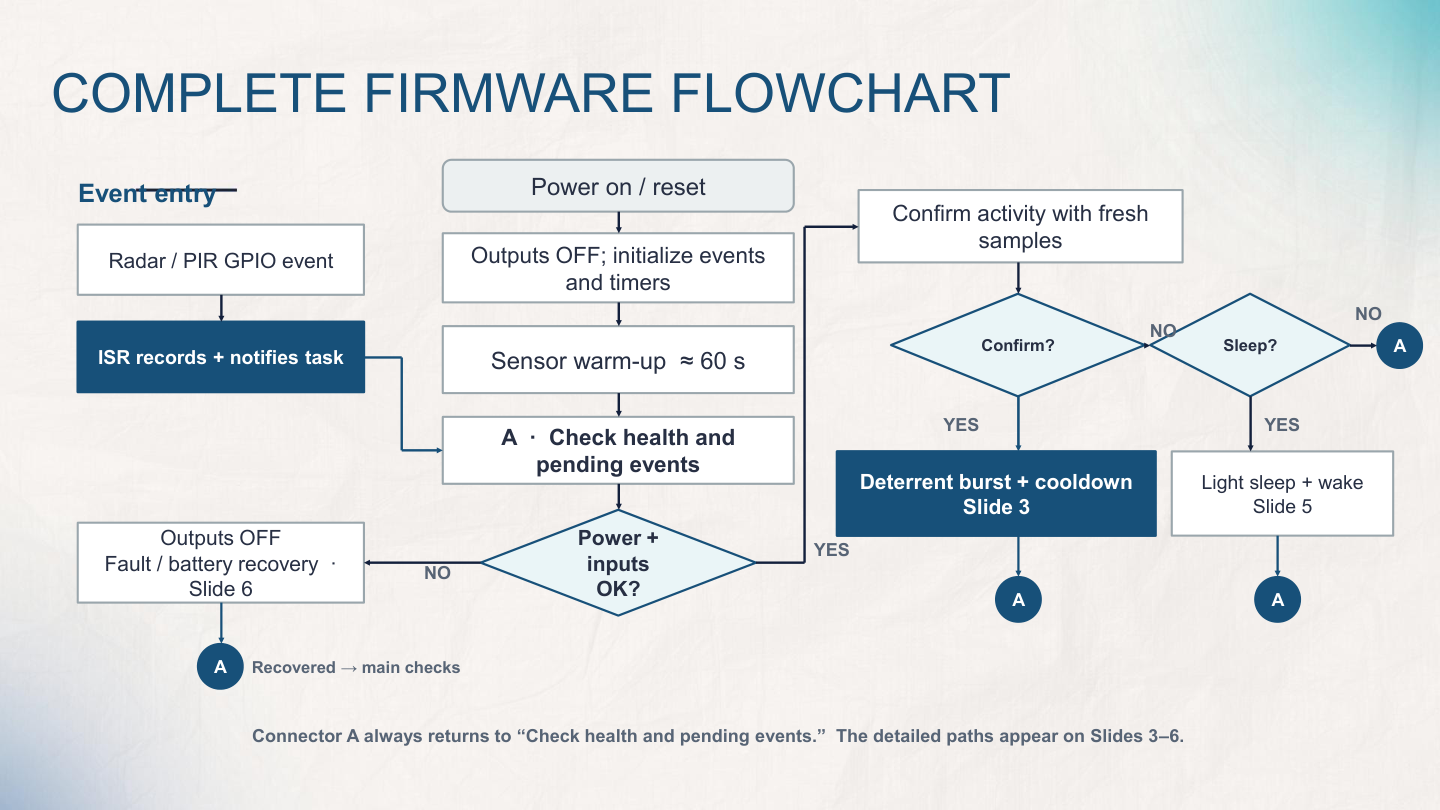 COMPLETE FIRMWARE FLOWCHART
Event entry
Radar / PIR GPIO event
ISR records + notifies task
Power on / reset
Outputs OFF; initialize events
and timers
Sensor warm-up ≈ 60 s
A · Check health and
pending events
Power +
inputs
OK?
NO
YES
Outputs OFF
Fault / battery recovery ·
Slide 6
A
Recovered → main checks
Confirm activity with fresh
samples
Confirm?
NO
Sleep?
NO
A
YES
YES
Deterrent burst + cooldown
Slide 3
Light sleep + wake
Slide 5
A
A
Connector A always returns to “Check health and pending events.” The detailed paths appear on Slides 3–6.